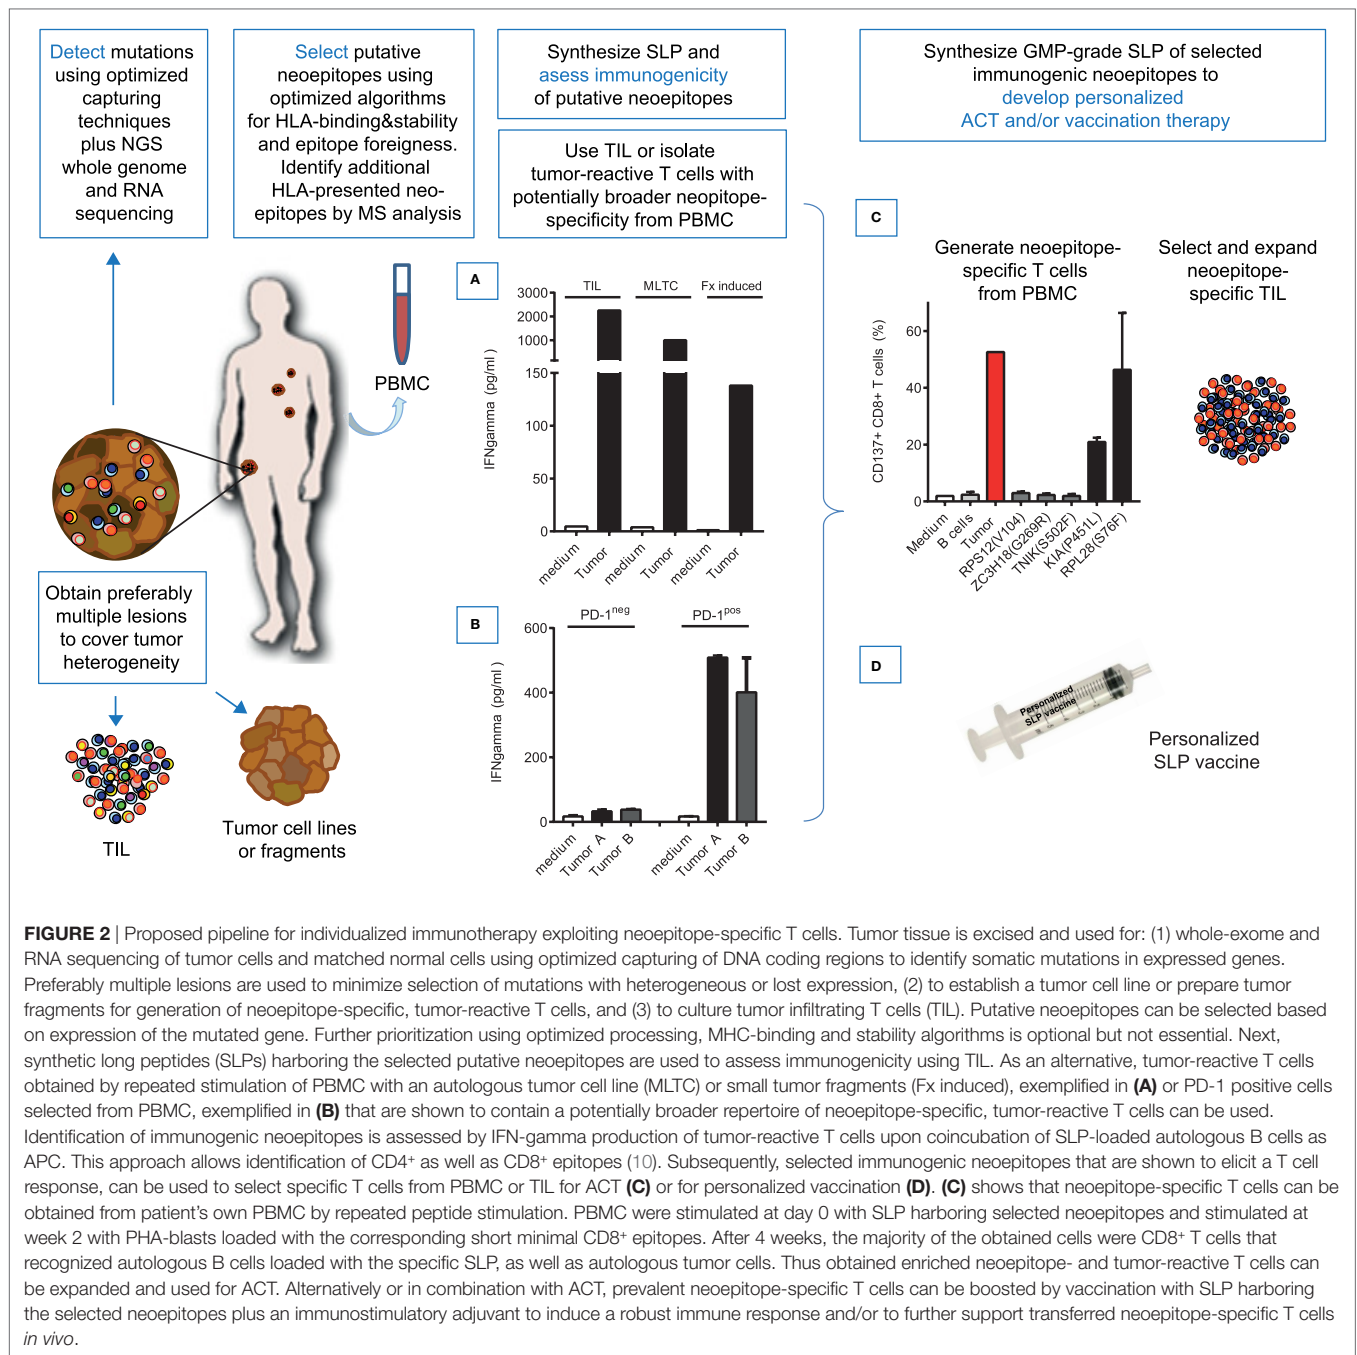 Detect mutations
using optimized
capturing
techniques
plus NGS
whole genome
and RNA
sequencing
Select putative
neoepitopes using
optimized algorithms
for HLA-binding&stability
and epitope foreigness.
Identify additional
HLA-presented neo-
epitopes by MS analysis
Synthesize SLP and
asess immunogenicity
of putative neoepitopes
Use TIL or isolate
tumor-reactive T cells with
potentially broader neopitope-
specificity from PBMC
Synthesize GMP-grade SLP of selected
immunogenic neoepitopes to
develop personalized
ACT and/or vaccination therapy
PBMC
Obtain preferably
multiple lesions
to cover tumor
heterogeneity
TIL
Tumor cell lines
or fragments
A
TIL MLTC Fx induced
IFNgamma (pg/ml)
3000
2000
1000
150
100
50
0
medium Tumor medium Tumor medium Tumor
B
PD-1neg PD-1pos
IFNgamma (pg/ml)
600
400
200
0
medium Tumor A Tumor B medium Tumor A Tumor B
C
Generate neoepitope-
specific T cells
from PBMC
Select and expand
neoepitope-
specific TIL
CD137+ CD8+ T cells (%)
60
40
20
0
Medium B cells Tumor RPS12(V104) ZC3H18(G269R) TNIK(S502F) KIA(P451L) RPL28(S76F)
D
Personalized
SLP vaccine
Personalized
SLP vaccine
FIGURE 2 | Proposed pipeline for individualized immunotherapy exploiting neoepitope-specific T cells. Tumor tissue is excised and used for: (1) whole-exome and
RNA sequencing of tumor cells and matched normal cells using optimized capturing of DNA coding regions to identify somatic mutations in expressed genes.
Preferably multiple lesions are used to minimize selection of mutations with heterogeneous or lost expression, (2) to establish a tumor cell line or prepare tumor
fragments for generation of neoepitope-specific, tumor-reactive T cells, and (3) to culture tumor infiltrating T cells (TIL). Putative neoepitopes can be selected based
on expression of the mutated gene. Further prioritization using optimized processing, MHC-binding and stability algorithms is optional but not essential. Next,
synthetic long peptides (SLPs) harboring the selected putative neoepitopes are used to assess immunogenicity using TIL. As an alternative, tumor-reactive T cells
obtained by repeated stimulation of PBMC with an autologous tumor cell line (MLTC) or small tumor fragments (Fx induced), exemplified in (A) or PD-1 positive cells
selected from PBMC, exemplified in (B) that are shown to contain a potentially broader repertoire of neoepitope-specific, tumor-reactive T cells can be used.
Identification of immunogenic neoepitopes is assessed by IFN-gamma production of tumor-reactive T cells upon coincubation of SLP-loaded autologous B cells as
APC. This approach allows identification of CD4+ as well as CD8+ epitopes (10). Subsequently, selected immunogenic neoepitopes that are shown to elicit a T cell
response, can be used to select specific T cells from PBMC or TIL for ACT (C) or for personalized vaccination (D). (C) shows that neoepitope-specific T cells can be
obtained from patient's own PBMC by repeated peptide stimulation. PBMC were stimulated at day 0 with SLP harboring selected neoepitopes and stimulated at
week 2 with PHA-blasts loaded with the corresponding short minimal CD8+ epitopes. After 4 weeks, the majority of the obtained cells were CD8+ T cells that
recognized autologous B cells loaded with the specific SLP, as well as autologous tumor cells. Thus obtained enriched neoepitope- and tumor-reactive T cells can
be expanded and used for ACT. Alternatively or in combination with ACT, prevalent neoepitope-specific T cells can be boosted by vaccination with SLP harboring
the selected neoepitopes plus an immunostimulatory adjuvant to induce a robust immune response and/or to further support transferred neoepitope-specific T cells
in vivo.